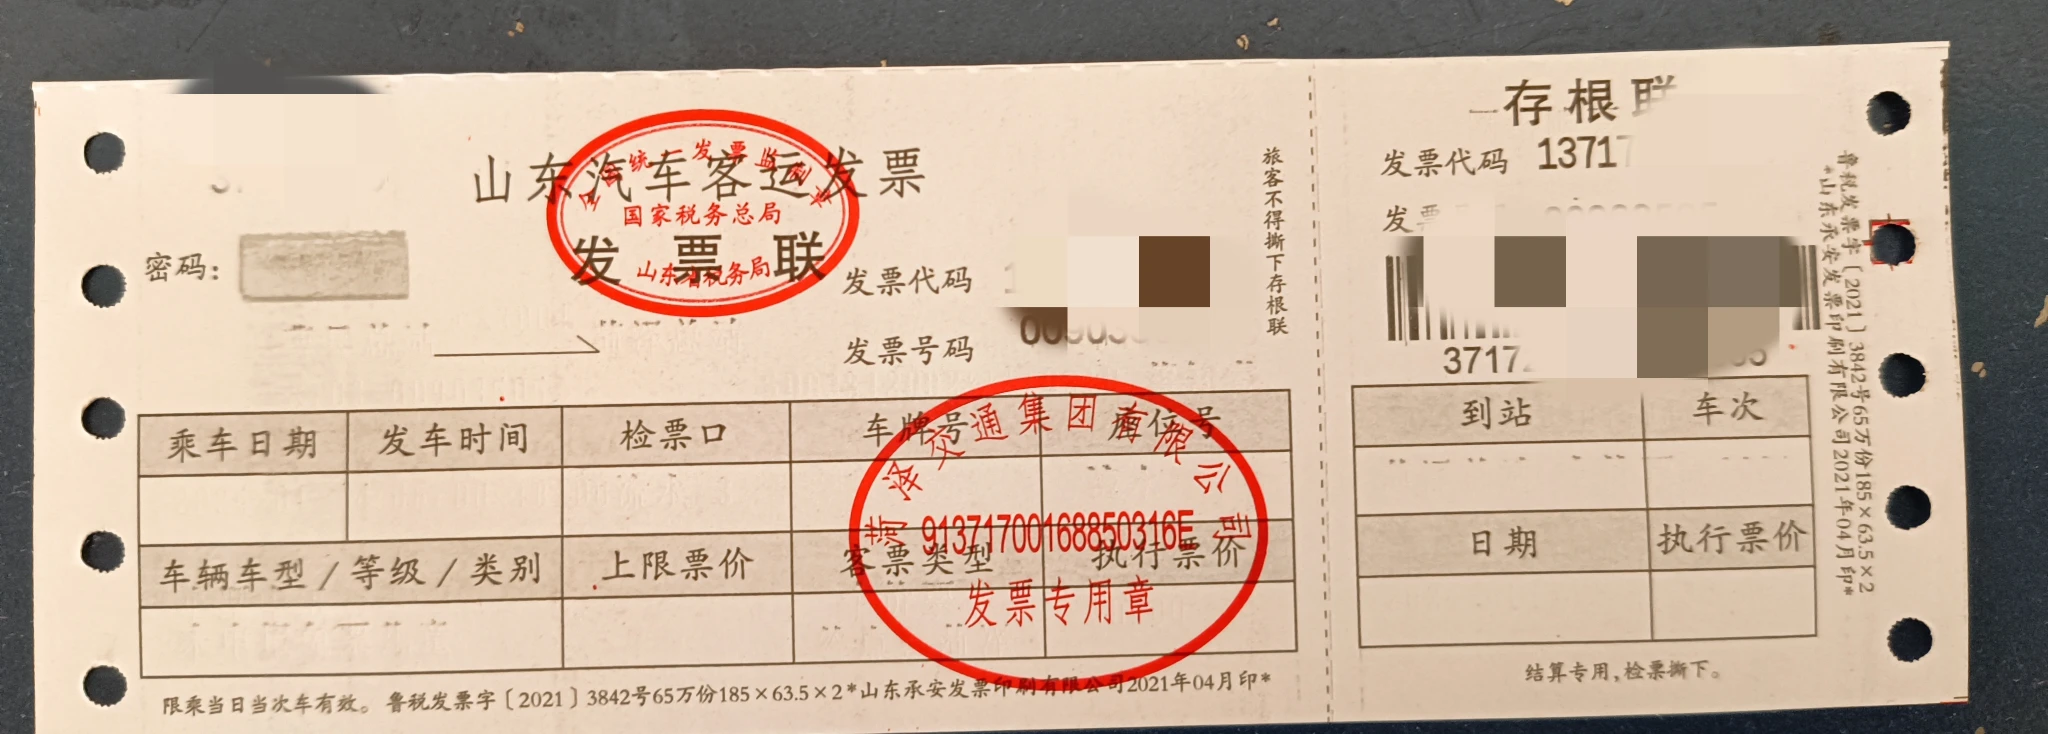 山东汽车客运发票
全国统一发票监制章
国家税务总局
山东省税务局
发票联
密码:
发票代码
发票号码
旅客不得撕下存根联
乘车日期 发车时间 检票口 车牌号 座位号
车辆车型/等级/类别 上限票价 客票类型 执行票价
菏泽交通集团有限公司
91371700168850316E
发票专用章
限乘当日当次车有效。鲁税发票字〔2021〕3842号65万份185×63.5×2*山东承安发票印刷有限公司2021年04月印*
存根联
发票代码 13717
到站 车次
日期 执行票价
结算专用,检票撕下。
鲁税发票字〔2021〕3842号65万份185×63.5×2
*山东承安发票印刷有限公司2021年04月印*